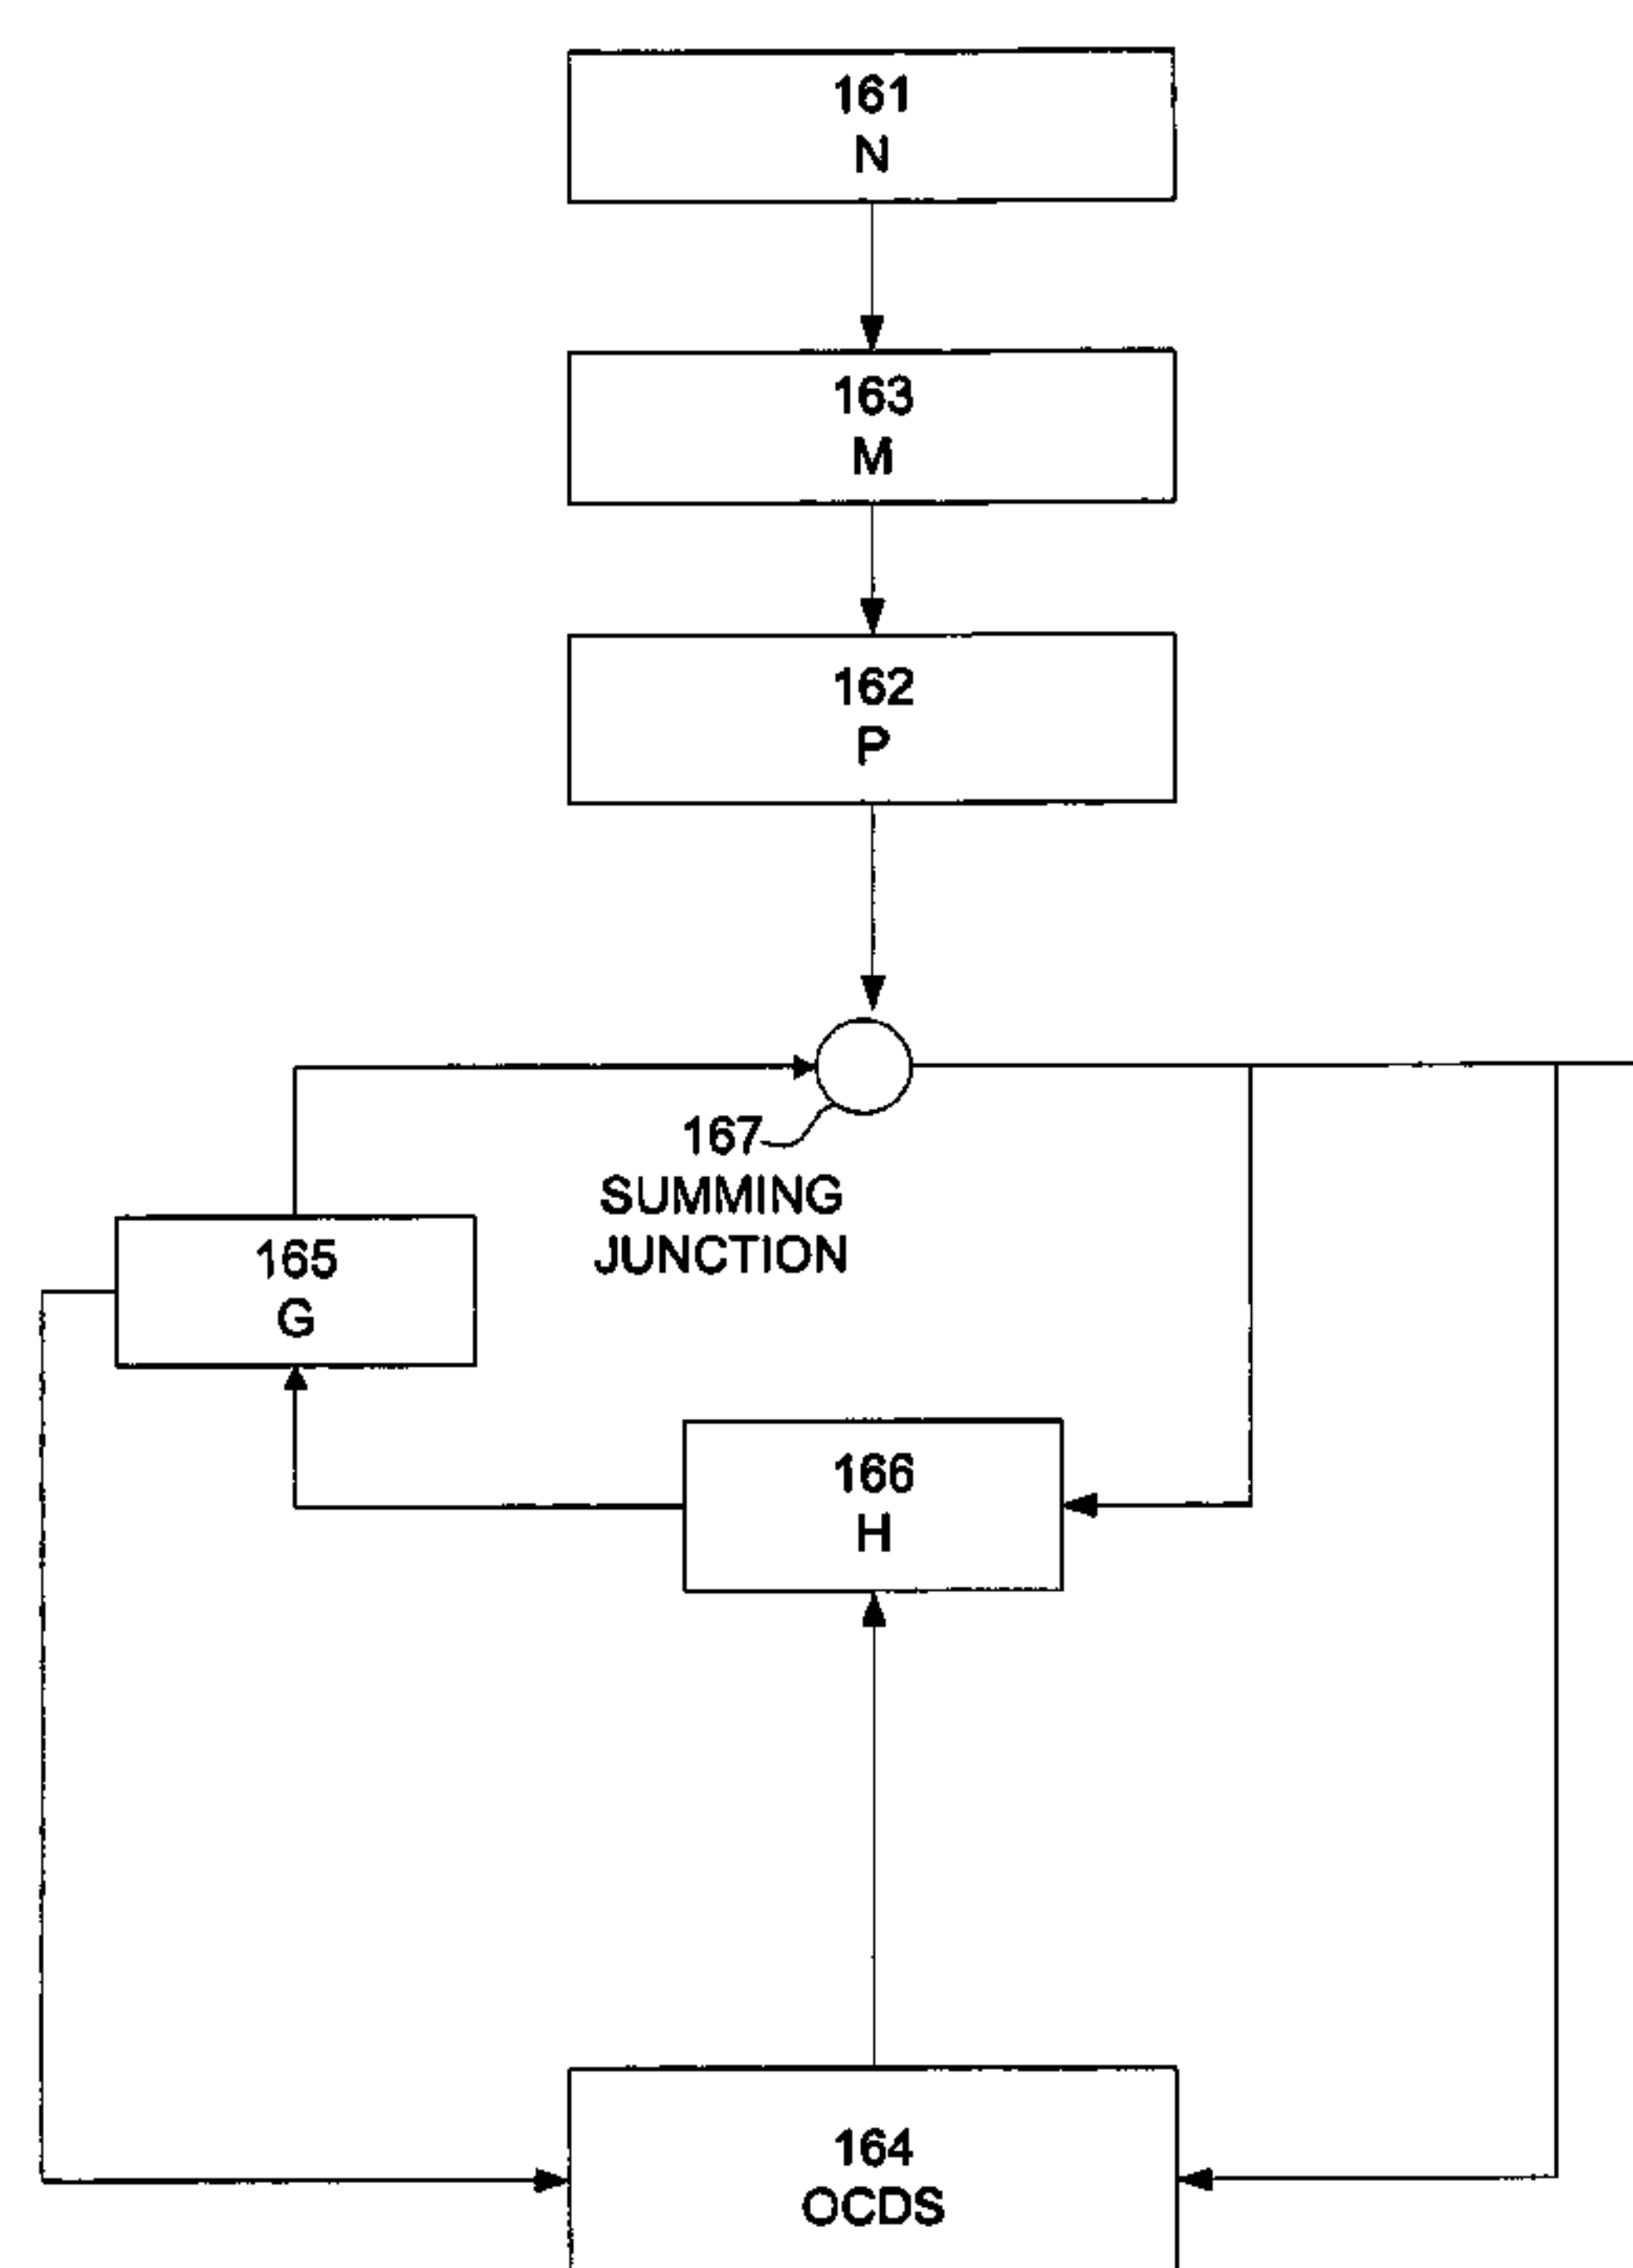 161
N
163
M
162
P
167
SUMMING
JUNCTION
165
G
166
H
164
OCDS